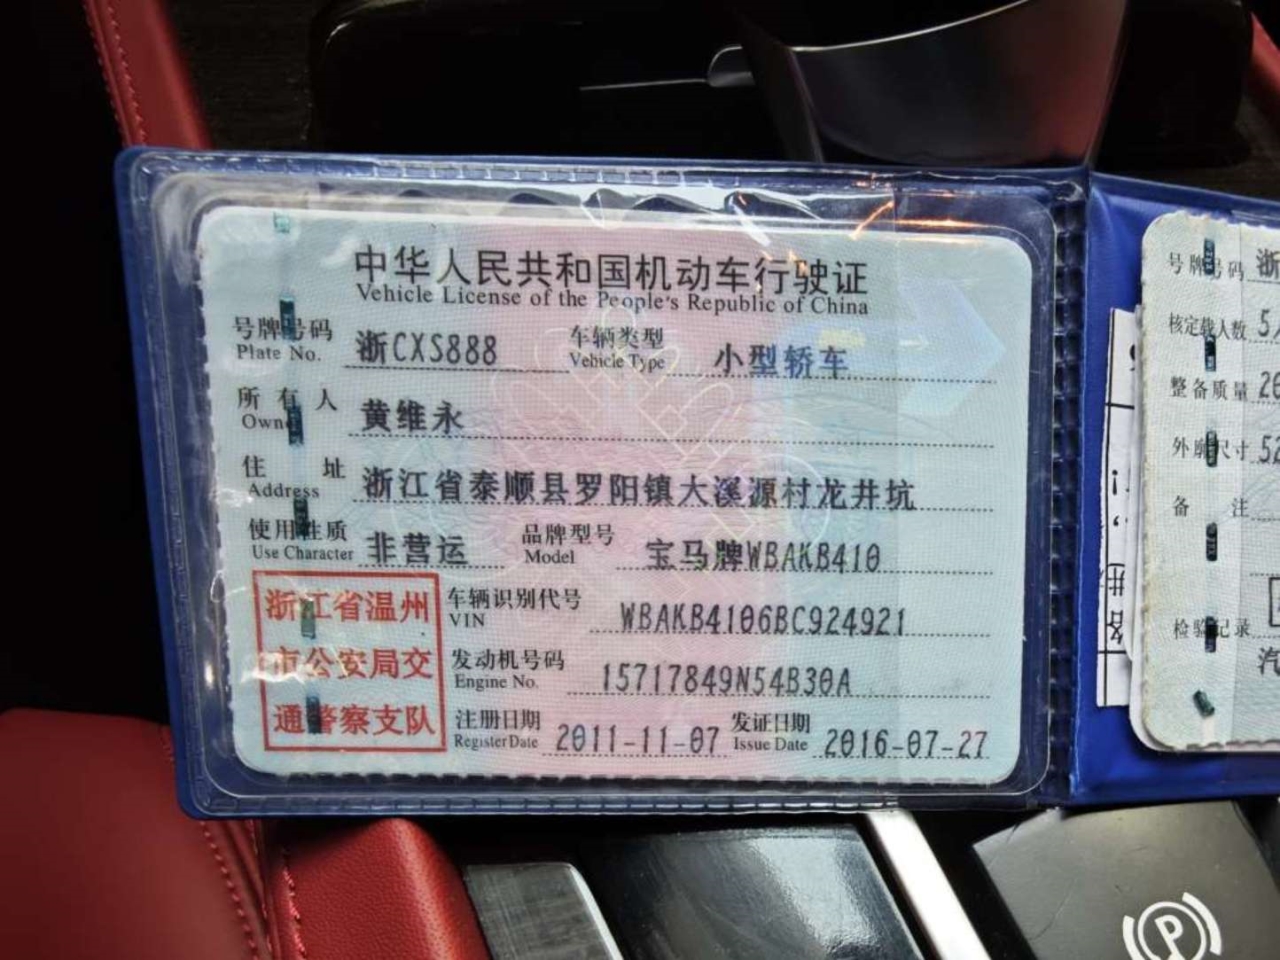 中华人民共和国机动车行驶证
Vehicle License of the People's Republic of China
号牌号码 浙CXS888 车辆类型 小型轿车
Plate No. Vehicle Type
所有人 黄维永
Owne
住址 浙江省泰顺县罗阳镇大溪源村龙井坑
Address
使用性质 非营运 品牌型号 宝马牌WBAKB410
Use Character Model
浙江省温州
市公安局交
通警察支队
车辆识别代号 WBAKB4106BC924921
VIN
发动机号码 15717849N54B30A
Engine No.
注册日期 2011-11-07 发证日期 2016-07-27
Register Date Issue Date
号牌号码 浙
核定载人数 5
整备质量 20
外廓尺寸 52
备注
检验记录
汽
P